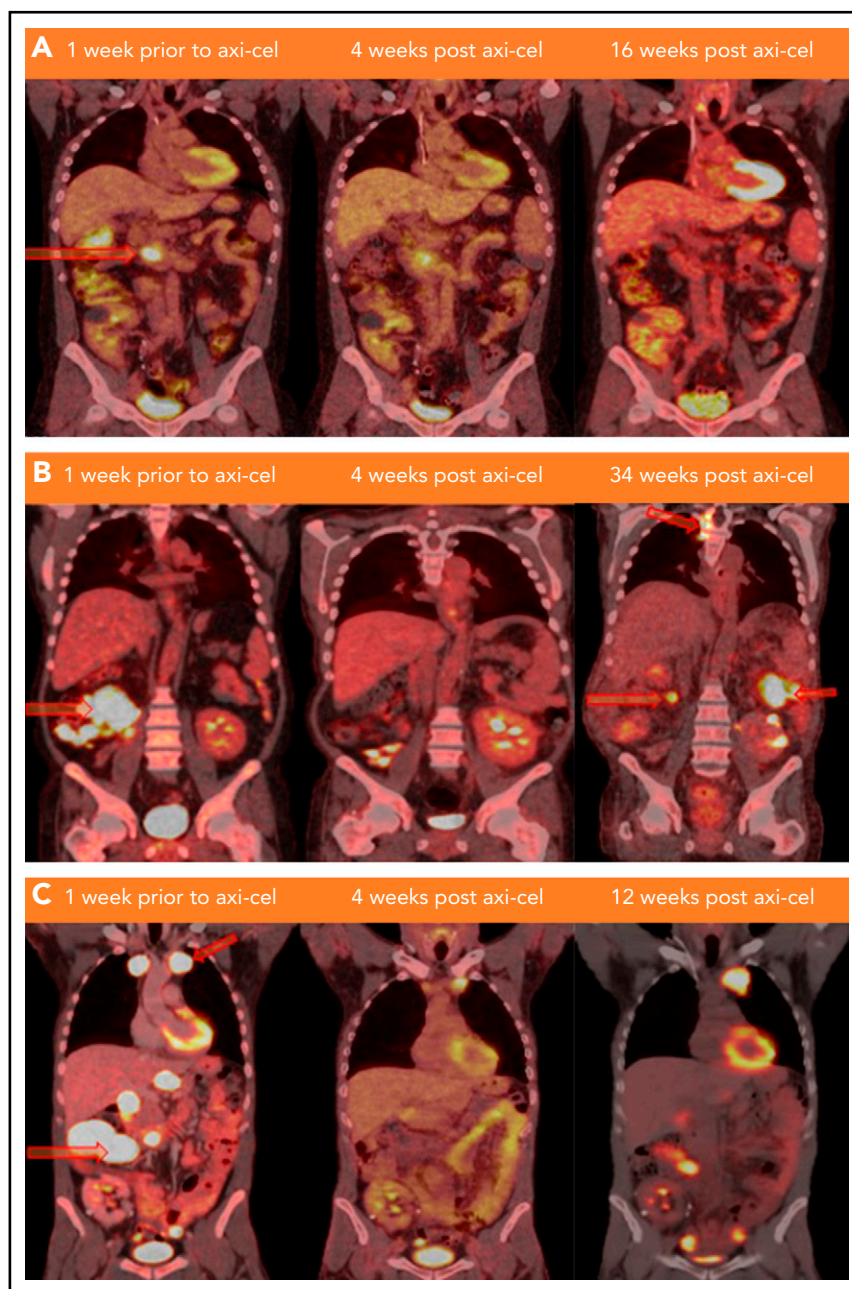 A 1 week prior to axi-cel 4 weeks post axi-cel 16 weeks post axi-cel
B 1 week prior to axi-cel 4 weeks post axi-cel 34 weeks post axi-cel
C 1 week prior to axi-cel 4 weeks post axi-cel 12 weeks post axi-cel